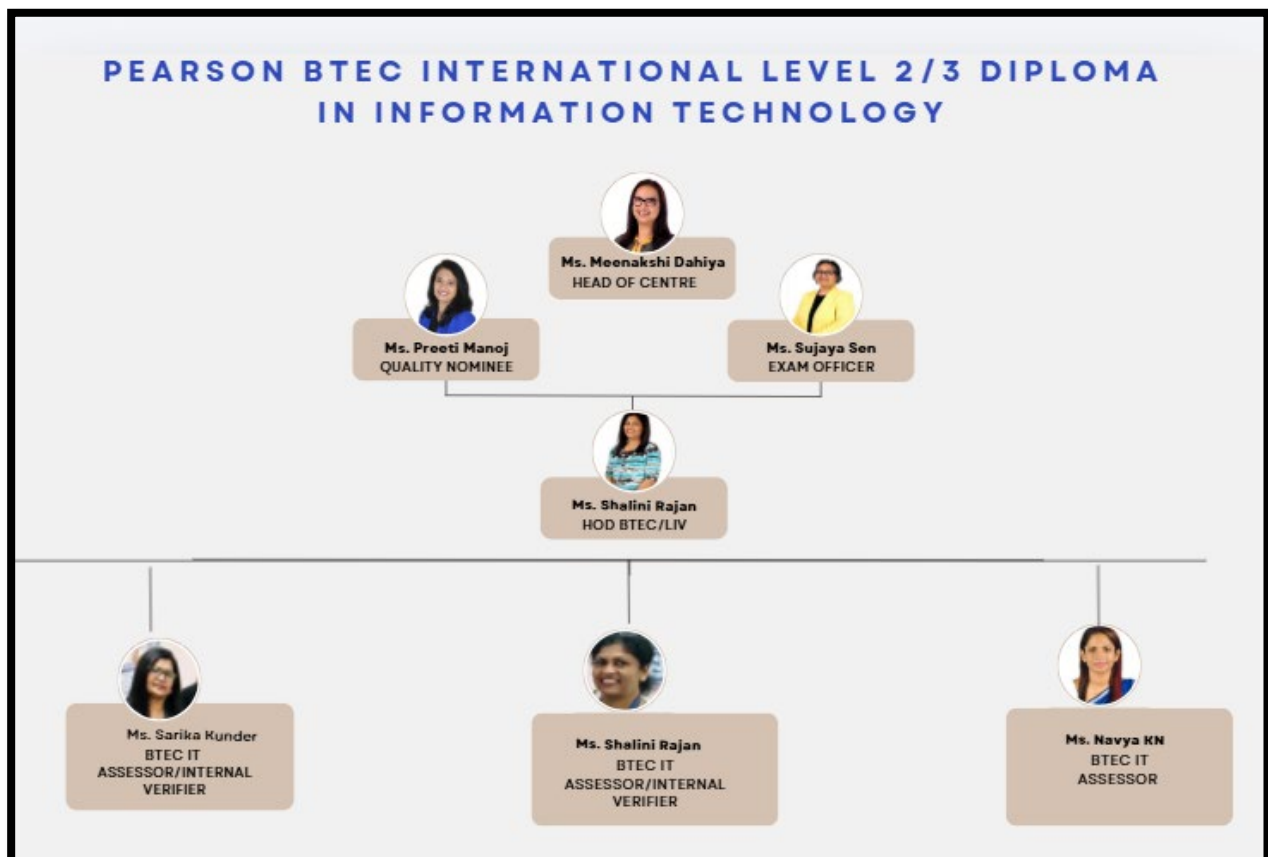 PEARSON BTEC INTERNATIONAL LEVEL 2/3 DIPLOMA
IN INFORMATION TECHNOLOGY
Ms. Meenakshi Dahiya
HEAD OF CENTRE
Ms. Preeti Manoj
QUALITY NOMINEE
Ms. Sujaya Sen
EXAM OFFICER
Ms. Shalini Rajan
HOD BTEC/LIV
Ms. Sarika Kunder
BTEC IT
ASSESSOR/INTERNAL
VERIFIER
Ms. Shalini Rajan
BTEC IT
ASSESSOR/INTERNAL
VERIFIER
Ms. Navya KN
BTEC IT
ASSESSOR